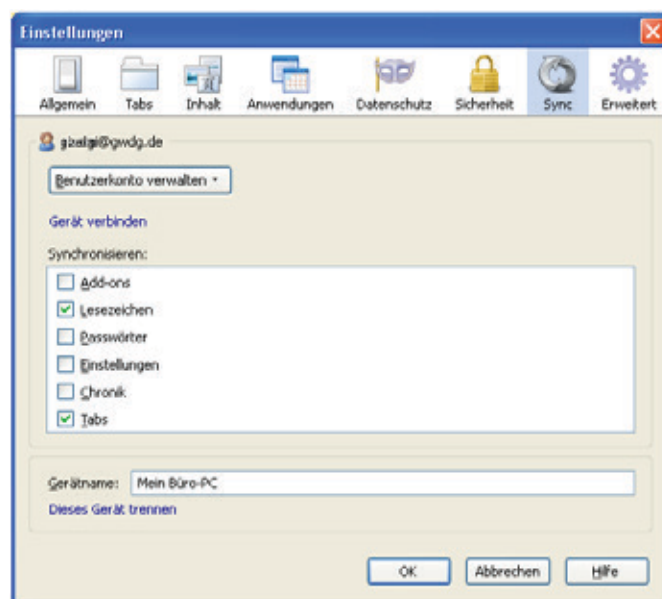 Einstellungen
Allgemein Tabs Inhalt Anwendungen Datenschutz Sicherheit Sync Erweitert
@gwdg.de
Benutzerkonto verwalten
Gerät verbinden
Synchronisieren:
Add-ons
Lesezeichen
Passwörter
Einstellungen
Chronik
Tabs
Gerätname: Mein Büro-PC
Dieses Gerät trennen
OK Abbrechen Hilfe